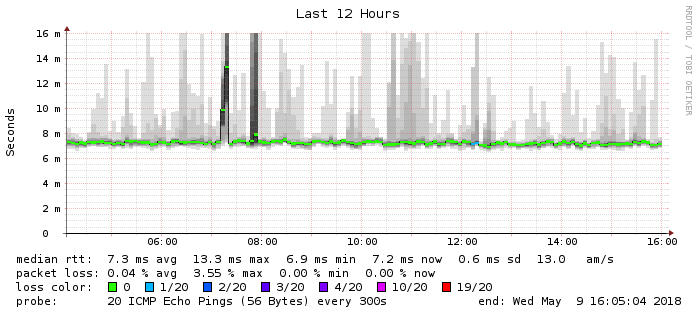 Last 12 Hours
RRDTOOL / TOBI OETIKER
Seconds
16 m
14 m
12 m
10 m
8 m
6 m
4 m
2 m
0
06:00 08:00 10:00 12:00 14:00 16:00
median rtt: 7.3 ms avg 13.3 ms max 6.9 ms min 7.2 ms now 0.6 ms sd 13.0 am/s
packet loss: 0.04 % avg 3.55 % max 0.00 % min 0.00 % now
loss color: 0 1/20 2/20 3/20 4/20 10/20 19/20
probe: 20 ICMP Echo Pings (56 Bytes) every 300s end: Wed May 9 16:05:04 2018